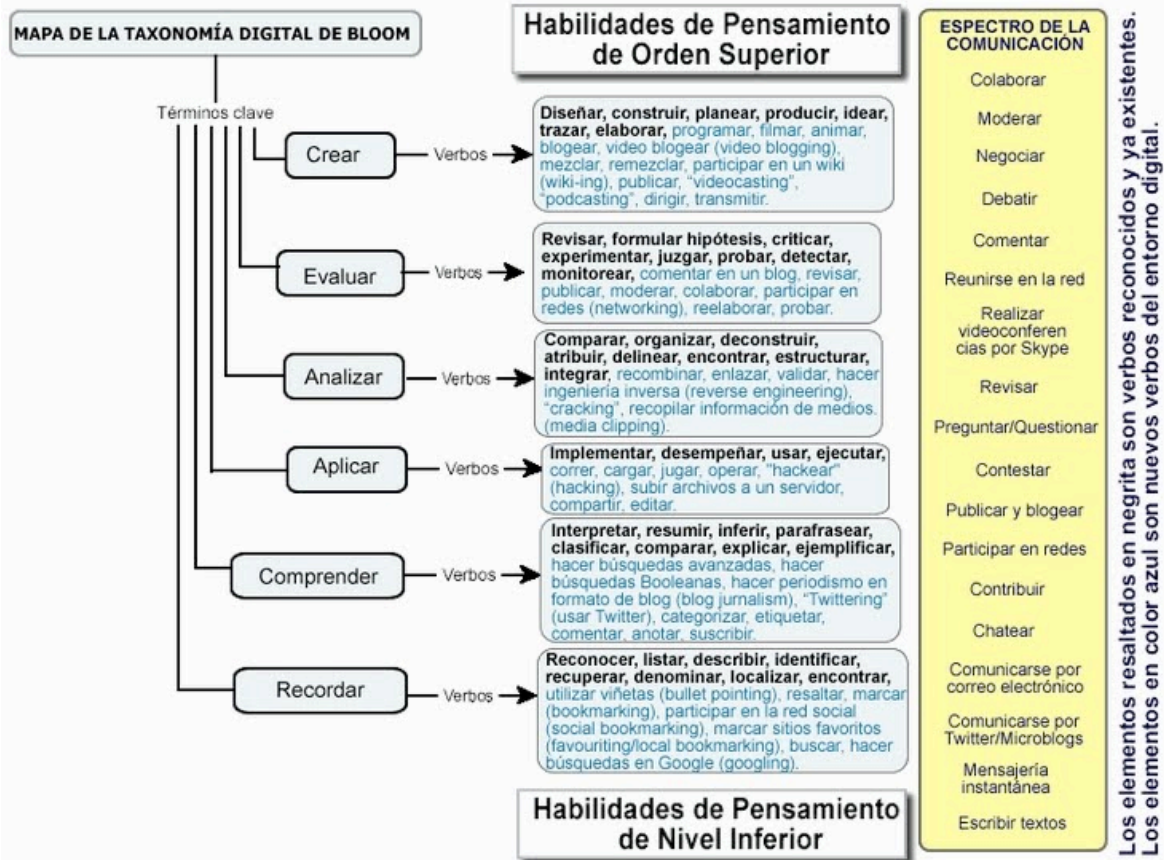 MAPA DE LA TAXONOMÍA DIGITAL DE BLOOM
Términos clave
Habilidades de Pensamiento
de Orden Superior
Crear
Verbos
Diseñar, construir, planear, producir, idear,
trazar, elaborar, programar, filmar, animar,
blogear, video blogear (video blogging),
mezclar, remezclar, participar en un wiki
(wiki-ing), publicar, “videocasting”,
“podcasting”, dirigir, transmitir.
Evaluar
Verbos
Revisar, formular hipótesis, criticar,
experimentar, juzgar, probar, detectar,
monitorear, comentar en un blog, revisar,
publicar, moderar, colaborar, participar en
redes (networking), reelaborar, probar.
Analizar
Verbos
Comparar, organizar, deconstruir,
atribuir, delinear, encontrar, estructurar,
integrar, recombinar, enlazar, validar, hacer
ingeniería inversa (reverse engineering),
“cracking”, recopilar información de medios.
(media clipping).
Aplicar
Verbos
Implementar, desempeñar, usar, ejecutar,
correr, cargar, jugar, operar, "hackear"
(hacking), subir archivos a un servidor,
compartir, editar.
Comprender
Verbos
Interpretar, resumir, inferir, parafrasear,
clasificar, comparar, explicar, ejemplificar,
hacer búsquedas avanzadas, hacer
búsquedas Booleanas, hacer periodismo en
formato de blog (blog jurnalism), “Twittering”
(usar Twitter), categorizar, etiquetar,
comentar, anotar, suscribir.
Recordar
Verbos
Reconocer, listar, describir, identificar,
recuperar, denominar, localizar, encontrar,
utilizar viñetas (bullet pointing), resaltar, marcar
(bookmarking), participar en la red social
(social bookmarking), marcar sitios favoritos
(favouriting/local bookmarking), buscar, hacer
búsquedas en Google (googling).
Habilidades de Pensamiento
de Nivel Inferior
ESPECTRO DE LA
COMUNICACIÓN
Colaborar
Moderar
Negociar
Debatir
Comentar
Reunirse en la red
Realizar
videoconferen
cias por Skype
Revisar
Preguntar/Questionar
Contestar
Publicar y blogear
Participar en redes
Contribuir
Chatear
Comunicarse por
correo electrónico
Comunicarse por
Twitter/Microblogs
Mensajería
instantánea
Escribir textos
Los elementos resaltados en negrita son verbos reconocidos y ya existentes.
Los elementos en color azul son nuevos verbos del entorno digital.